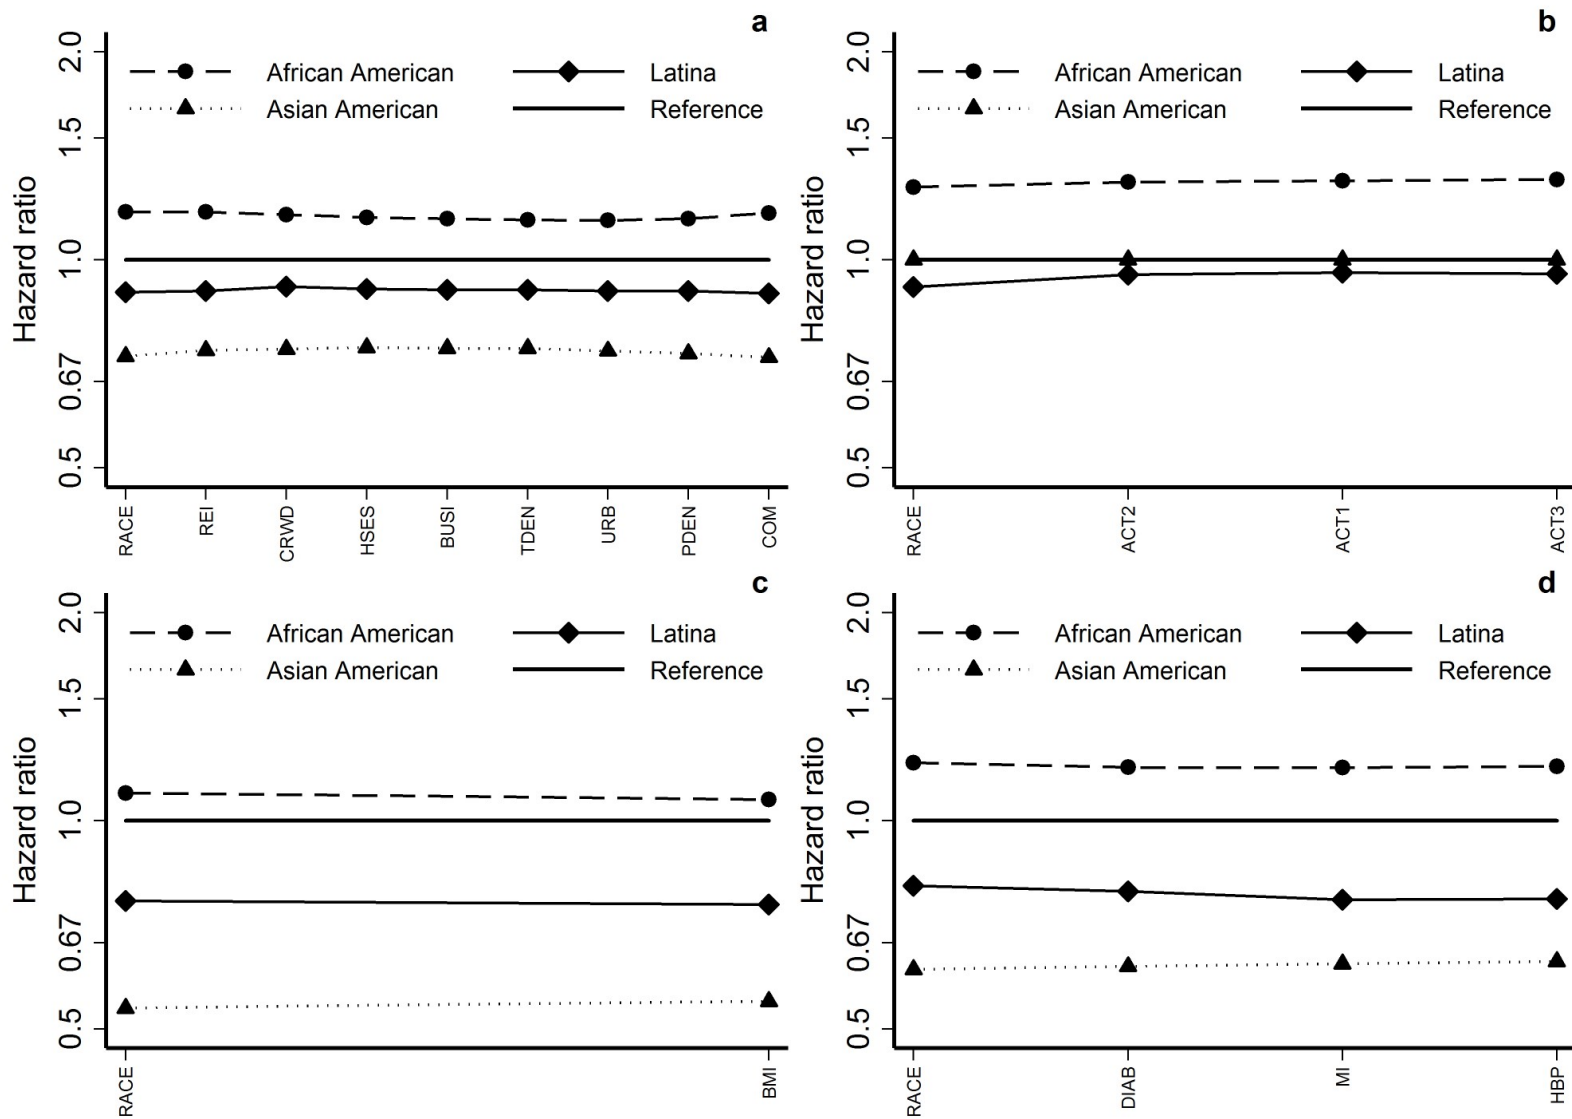 a
2.0
1.5
1.0
0.67
0.5
Hazard ratio
African American
Asian American
Latina
Reference
RACE
REI
CRWD
HSES
BUSI
TDEN
URB
PDEN
COM
b
2.0
1.5
1.0
0.67
0.5
Hazard ratio
African American
Asian American
Latina
Reference
RACE
ACT2
ACT1
ACT3
c
2.0
1.5
1.0
0.67
0.5
Hazard ratio
African American
Asian American
Latina
Reference
RACE
BMI
d
2.0
1.5
1.0
0.67
0.5
Hazard ratio
African American
Asian American
Latina
Reference
RACE
DIAB
MI
HBP